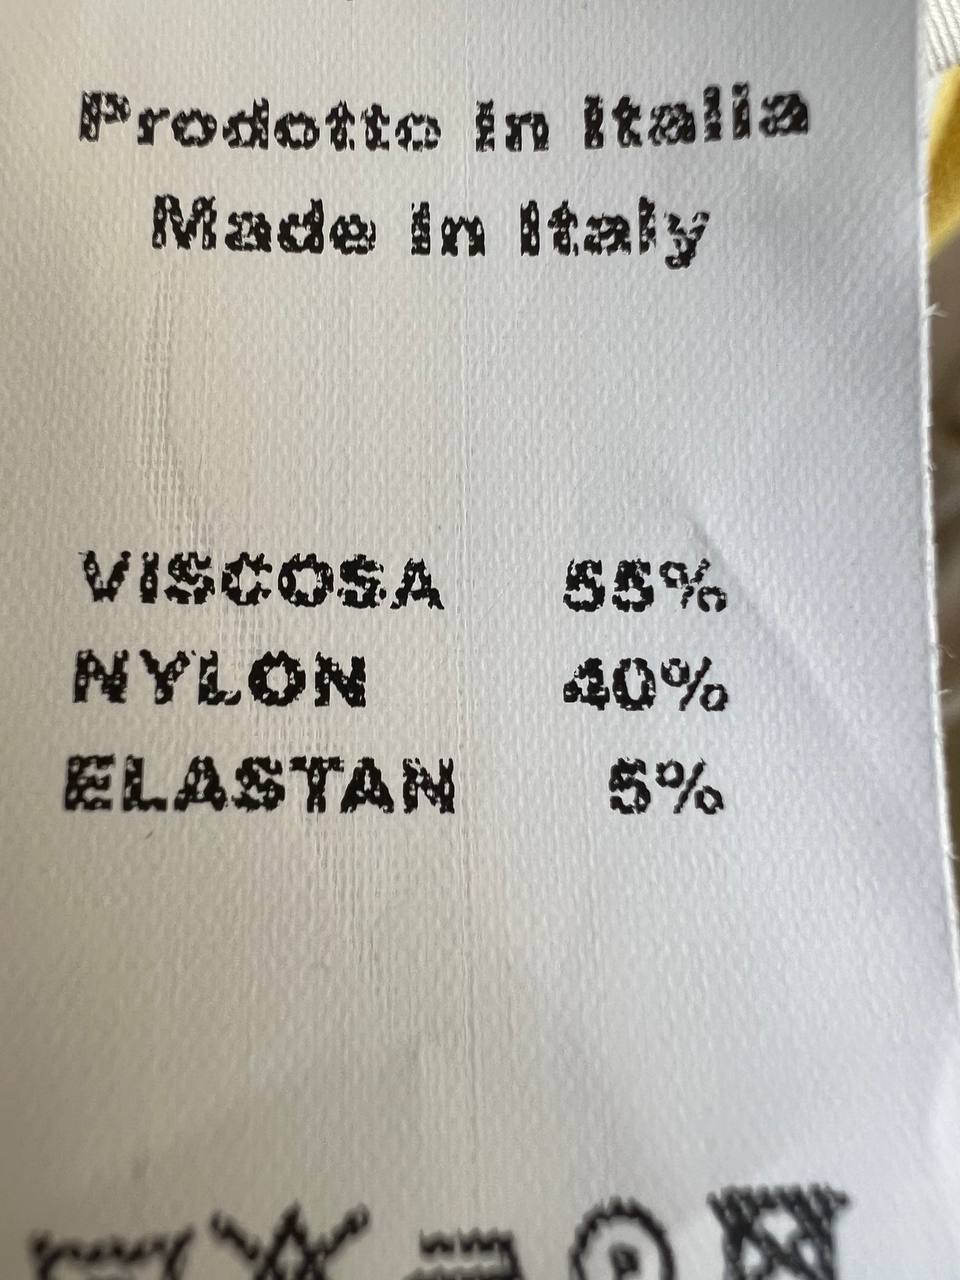 Prodotto in Italia
Made in Italy
VISCOSA 55%
NYLON 40%
ELASTAN 5%
P